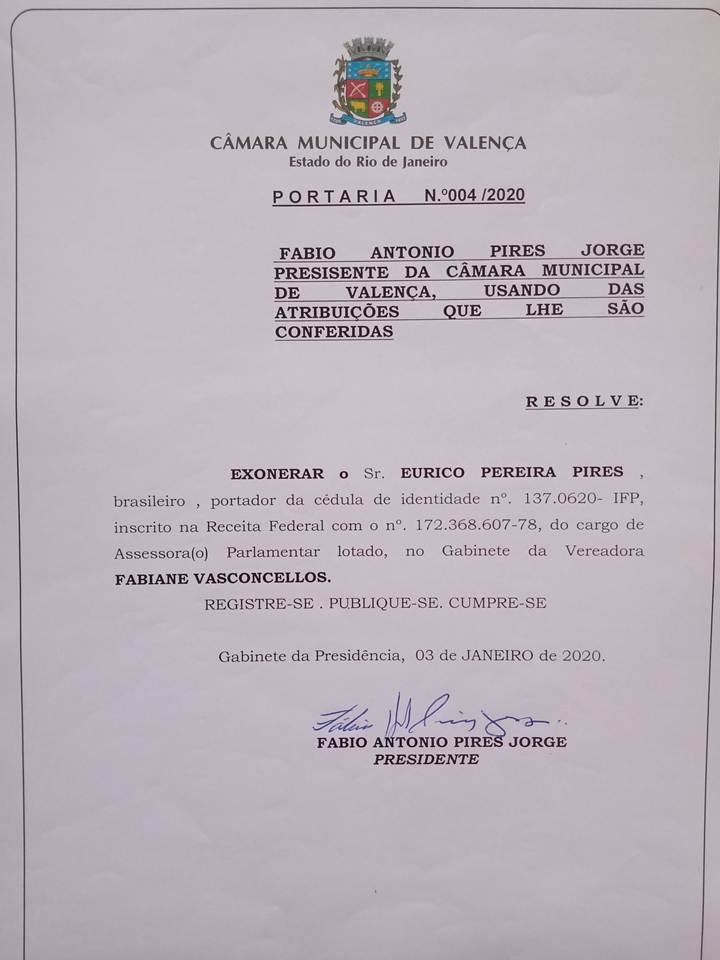 VALENÇA
CÂMARA MUNICIPAL DE VALENÇA
Estado do Rio de Janeiro
PORTARIA N.º004 /2020
FABIO ANTONIO PIRES JORGE
PRESISENTE DA CÂMARA MUNICIPAL
DE VALENÇA, USANDO DAS
ATRIBUIÇÕES QUE LHE SÃO
CONFERIDAS
RESOLVE:
EXONERAR o Sr. EURICO PEREIRA PIRES ,
brasileiro , portador da cédula de identidade nº. 137.0620- IFP,
inscrito na Receita Federal com o nº. 172.368.607-78, do cargo de
Assessora(o) Parlamentar lotado, no Gabinete da Vereadora
FABIANE VASCONCELLOS.
REGISTRE-SE . PUBLIQUE-SE. CUMPRE-SE
Gabinete da Presidência, 03 de JANEIRO de 2020.
FABIO ANTONIO PIRES JORGE
PRESIDENTE